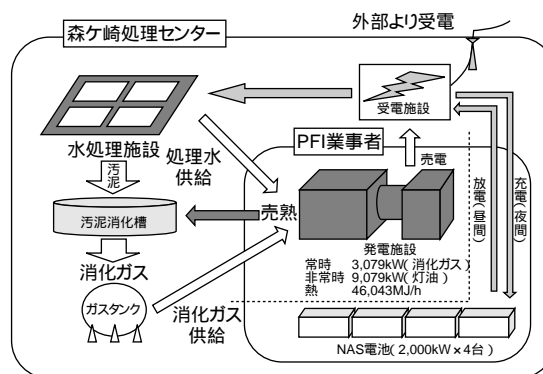 外部より受電
森ケ崎処理センター
受電施設
水処理施設
処理水
供給
PFI業事者
売電
汚泥
汚泥消化槽
売熟
発電施設
放電(昼間)
充電(夜間)
消化ガス
常時 3,079kW(消化ガス)
非常時 9,079kW(灯油)
熱 46,043MJ/h
ガスタンク
消化ガス
供給
NAS電池(2,000kW×4台)